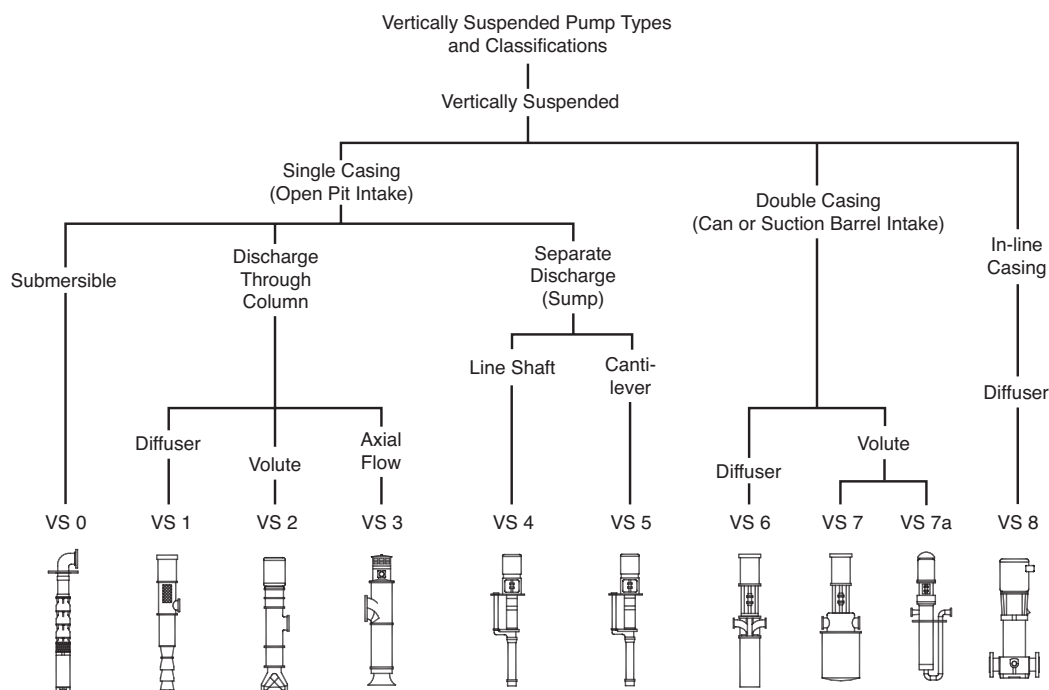 Vertically Suspended Pump Types
and Classifications
Vertically Suspended
Single Casing
(Open Pit Intake)
Double Casing
(Can or Suction Barrel Intake)
In-line
Casing
Submersible
Discharge
Through
Column
Separate
Discharge
(Sump)
Line Shaft
Canti-
lever
Diffuser
Diffuser
Volute
Axial
Flow
Diffuser
Volute
VS 0
VS 1
VS 2
VS 3
VS 4
VS 5
VS 6
VS 7
VS 7a
VS 8